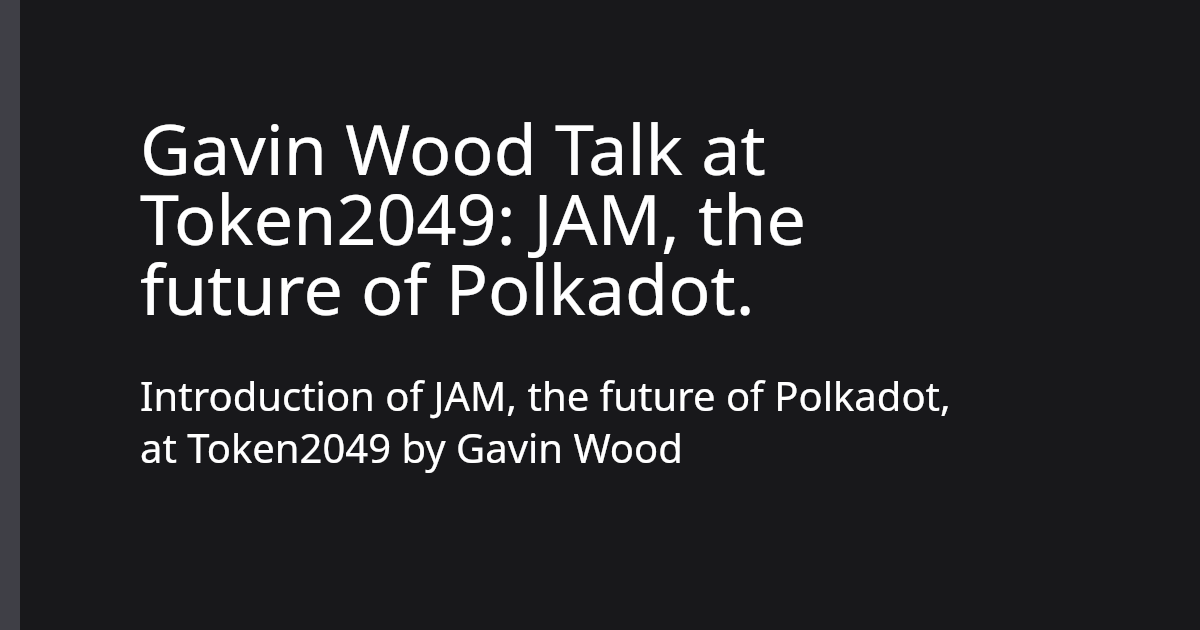 Gavin Wood Talk at
Token2049: JAM, the
future of Polkadot.
Introduction of JAM, the future of Polkadot,
at Token2049 by Gavin Wood